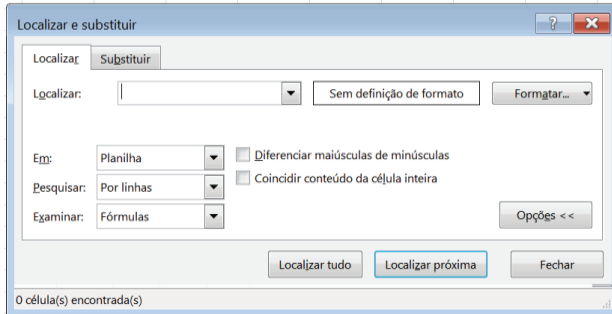 Localizar e substituir
Localizar Substituir
Localizar: Sem definição de formato Formatar...
Em: Planilha Diferenciar maiúsculas de minúsculas
Pesquisar: Por linhas Coincidir conteúdo da célula inteira
Examinar: Fórmulas Opções <<
Localizar tudo Localizar próxima Fechar
0 célula(s) encontrada(s)